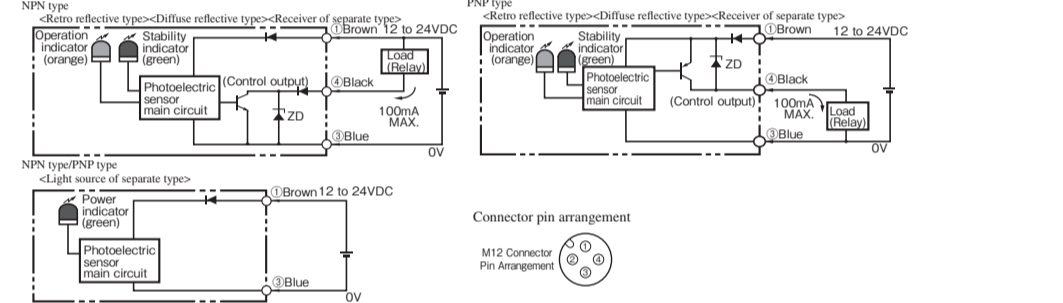 NPN type
<Retro reflective type><Diffuse reflective type><Receiver of separate type>
Operation
indicator
(orange)
Stability
indicator
(green)
①Brown 12 to 24VDC
Load
(Relay)
Photoelectric
sensor
main circuit
(Control output)
④Black
ZD
100mA
MAX.
③Blue
0V
PNP type
<Retro reflective type><Diffuse reflective type><Receiver of separate type>
Operation
indicator
(orange)
Stability
indicator
(green)
①Brown 12 to 24VDC
ZD
Photoelectric
sensor
main circuit
④Black
(Control output)
100mA
MAX.
Load
(Relay)
③Blue
0V
NPN type/PNP type
<Light source of separate type>
Power
indicator
(green)
①Brown 12 to 24VDC
Photoelectric
sensor
main circuit
③Blue
0V
Connector pin arrangement
M12 Connector
Pin Arrangement
①
② ④
③